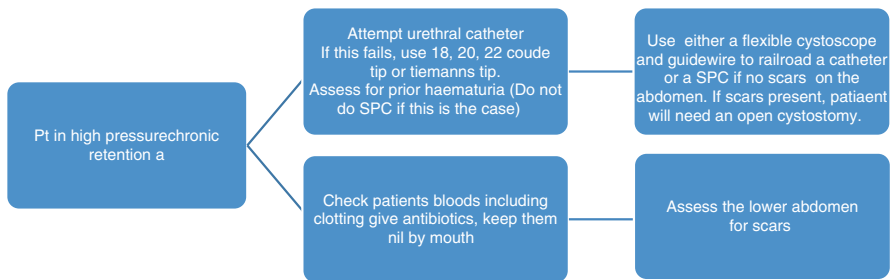 Pt in high pressurechronic
retention a
Attempt urethral catheter
If this fails, use 18, 20, 22 coude
tip or tiemanns tip.
Assess for prior haematuria (Do not
do SPC if this is the case)
Use either a flexible cystoscope
and guidewire to railroad a catheter
or a SPC if no scars on the
abdomen. If scars present, patiaent
will need an open cystostomy.
Check patients bloods including
clotting give antibiotics, keep them
nil by mouth
Assess the lower abdomen
for scars